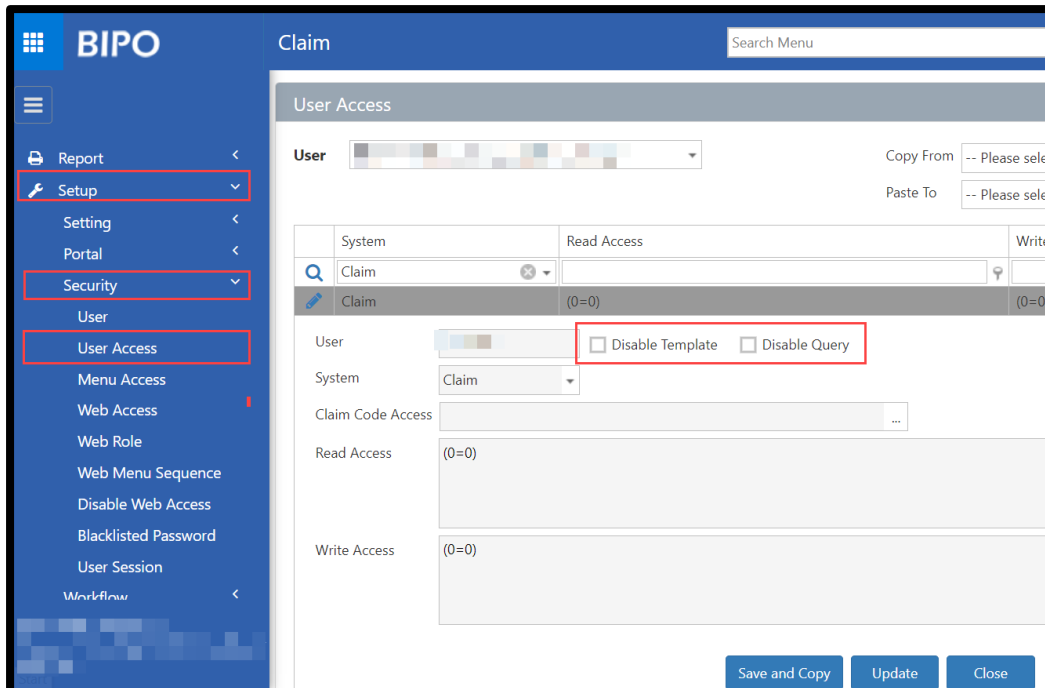 BIPO
Claim
Search Menu
User Access
Report
Setup
Setting
Portal
Security
User
User Access
Menu Access
Web Access
Web Role
Web Menu Sequence
Disable Web Access
Blacklisted Password
User Session
Workflow
Start
User
Copy From
-- Please sele
Paste To
-- Please sele
System
Read Access
Write
Claim
Claim
(0=0)
(0=0
User
Disable Template
Disable Query
System
Claim
Claim Code Access
...
Read Access
(0=0)
Write Access
(0=0)
Save and Copy
Update
Close